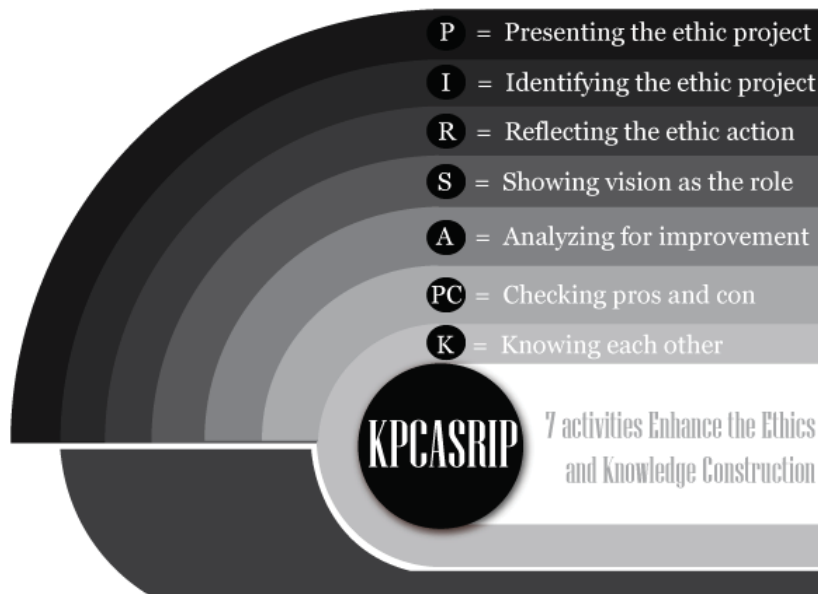 P = Presenting the ethic project
I = Identifying the ethic project
R = Reflecting the ethic action
S = Showing vision as the role
A = Analyzing for improvement
PC = Checking pros and con
K = Knowing each other
KPCASRIP
7 activities Enhance the Ethics
and Knowledge Construction